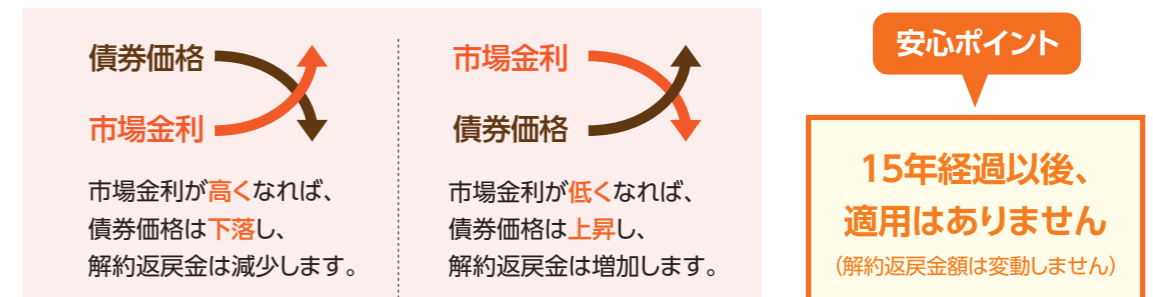 債券価格
市場金利
市場金利が高くなれば、
債券価格は下落し、
解約返戻金は減少します。
市場金利
債券価格
市場金利が低くなれば、
債券価格は上昇し、
解約返戻金は増加します。
安心ポイント
15年経過以後、
適用はありません
(解約返戻金額は変動しません)